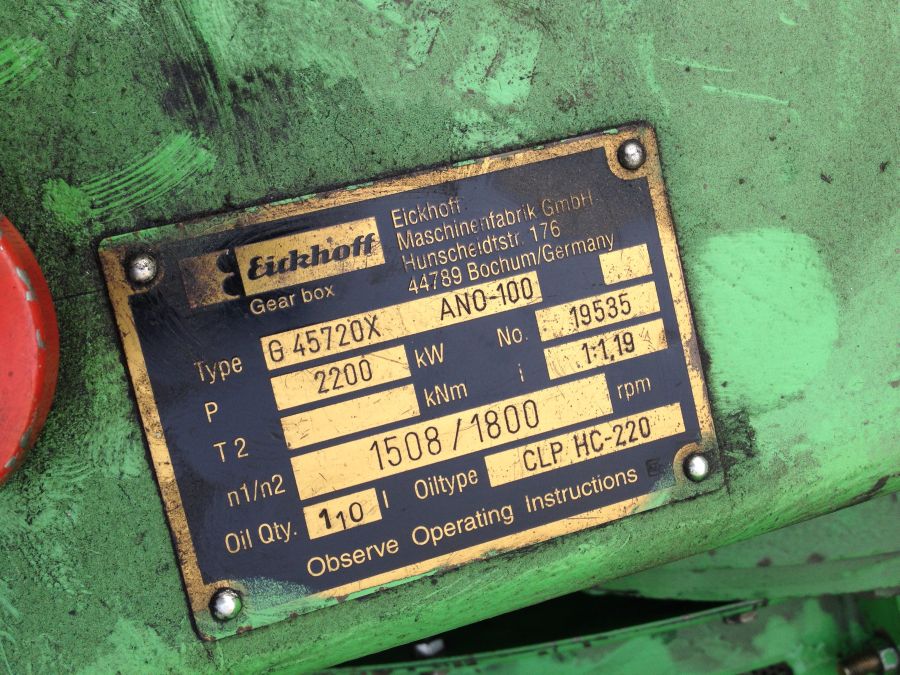 Eickhoff
Gear box
Eickhoff
Maschinenfabrik GmbH
Hunscheidtstr. 176
44789 Bochum/Germany
Type G 45720X ANO-100
P 2200 kW No. 19535
T 2 kNm i 1:1,19
n1/n2 1508/1800 rpm
Oil Qty. 110 l Oiltype CLP HC-220
Observe Operating Instructions E